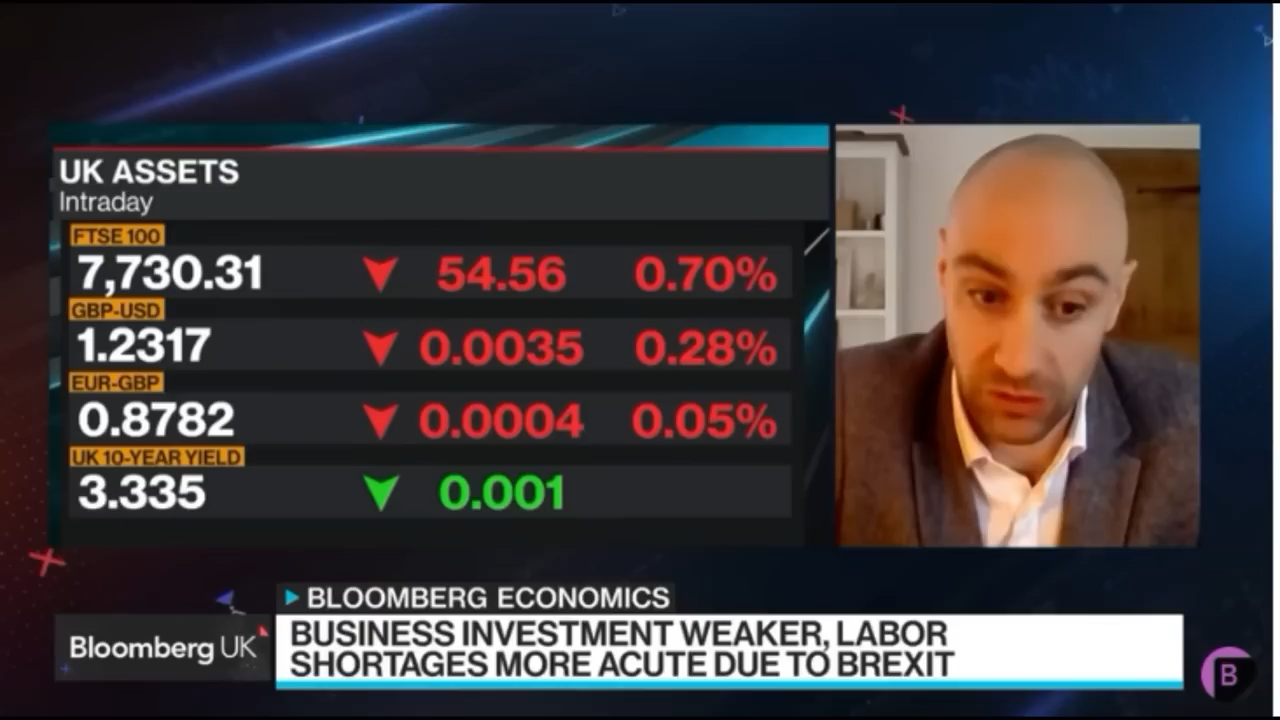 UK ASSETS
Intraday
FTSE 100
7,730.31 54.56 0.70%
GBP-USD
1.2317 0.0035 0.28%
EUR-GBP
0.8782 0.0004 0.05%
UK 10-YEAR YIELD
3.335 0.001
BLOOMBERG ECONOMICS
Bloomberg UK
BUSINESS INVESTMENT WEAKER, LABOR
SHORTAGES MORE ACUTE DUE TO BREXIT
B